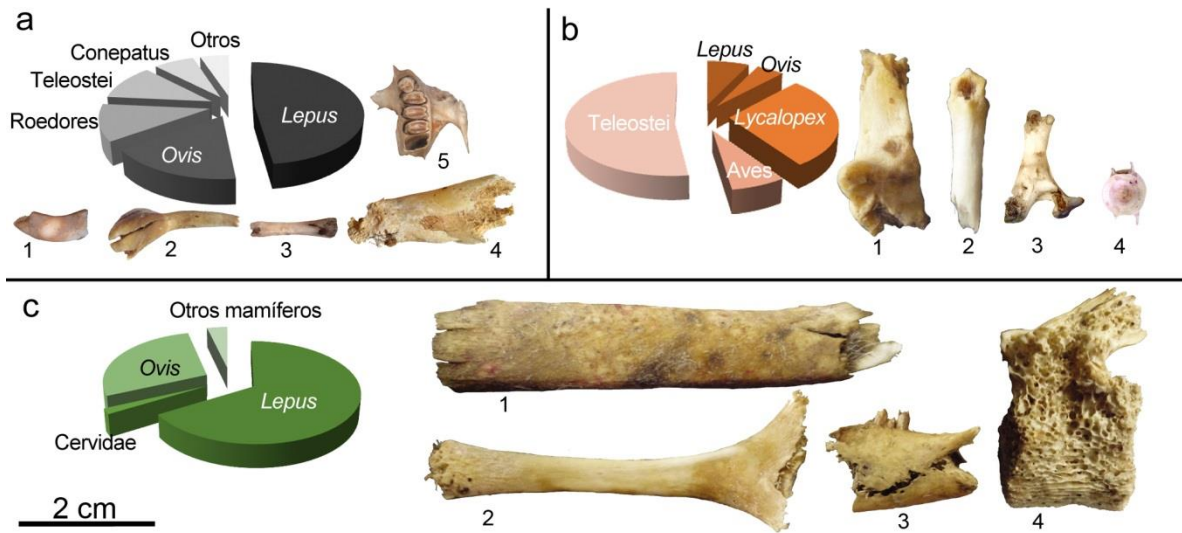 a
Otros
Conepatus
Teleostei
Roedores
Ovis
Lepus
5
1
2
3
4
b
Lepus
Ovis
Teleostei
Lycalopex
Aves
1
2
3
4
c
Otros mamíferos
Ovis
Lepus
Cervidae
1
2
3
4
2 cm